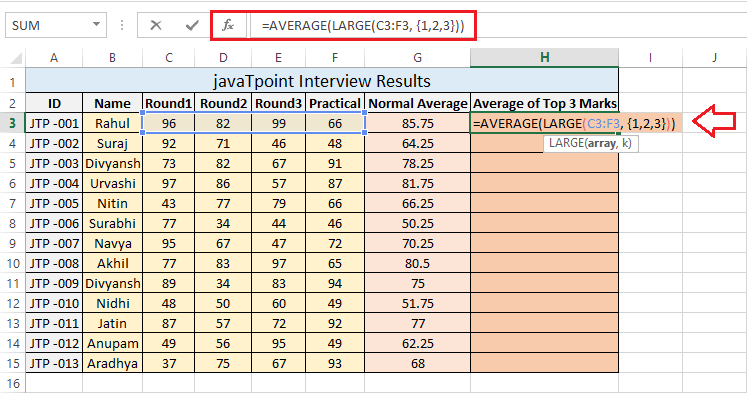 SUM fx =AVERAGE(LARGE(C3:F3, {1,2,3}))
A B C D E F G H I J
1 javaTpoint Interview Results
2 ID Name Round1 Round2 Round3 Practical Normal Average Average of Top 3 Marks
3 JTP -001 Rahul 96 82 99 66 85.75 =AVERAGE(LARGE(C3:F3, {1,2,3}))
4 JTP -002 Suraj 92 71 46 48 64.25 LARGE(array, k)
5 JTP -003 Divyansh 73 82 67 91 78.25
6 JTP -004 Urvashi 97 86 57 87 81.75
7 JTP -005 Nitin 43 77 79 66 66.25
8 JTP -006 Surabhi 77 34 44 46 50.25
9 JTP -007 Navya 95 67 47 72 70.25
10 JTP -008 Akhil 77 83 97 65 80.5
11 JTP -009 Divyansh 89 34 83 94 75
12 JTP -010 Nidhi 48 50 60 49 51.75
13 JTP -011 Jatin 87 57 72 92 77
14 JTP -012 Anupam 49 56 95 49 62.25
15 JTP -013 Aradhya 37 75 67 93 68
16